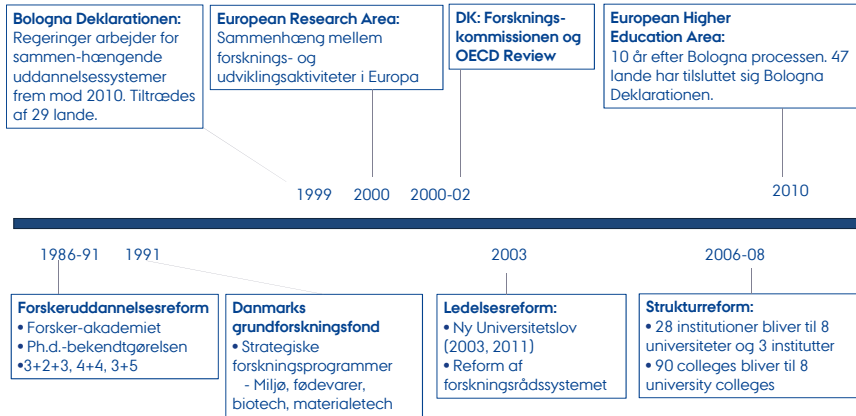 Bologna Deklarationen:
Regeringer arbejder for
sammen-hængende
uddannelsessystemer
frem mod 2010. Tiltrædes
af 29 lande.
European Research Area:
Sammenhæng mellem
forsknings- og
udviklingsaktiviteter i Europa
DK: Forsknings-
kommissionen og
OECD Review
European Higher
Education Area:
10 år efter Bologna processen. 47
lande har tilsluttet sig Bologna
Deklarationen.
1999
2000
2000-02
2010
1986-91
1991
2003
2006-08
Forskeruddannelsesreform
• Forsker-akademiet
• Ph.d.-bekendtgørelsen
• 3+2+3, 4+4, 3+5
Danmarks
grundforskningsfond
• Strategiske
forskningsprogrammer
- Miljø, fødevarer,
biotech, materialetech
Ledelsesreform:
• Ny Universitetslov
(2003, 2011)
• Reform af
forskningsrådssystemet
Strukturreform:
• 28 institutioner bliver til 8
universiteter og 3 institutter
• 90 colleges bliver til 8
university colleges